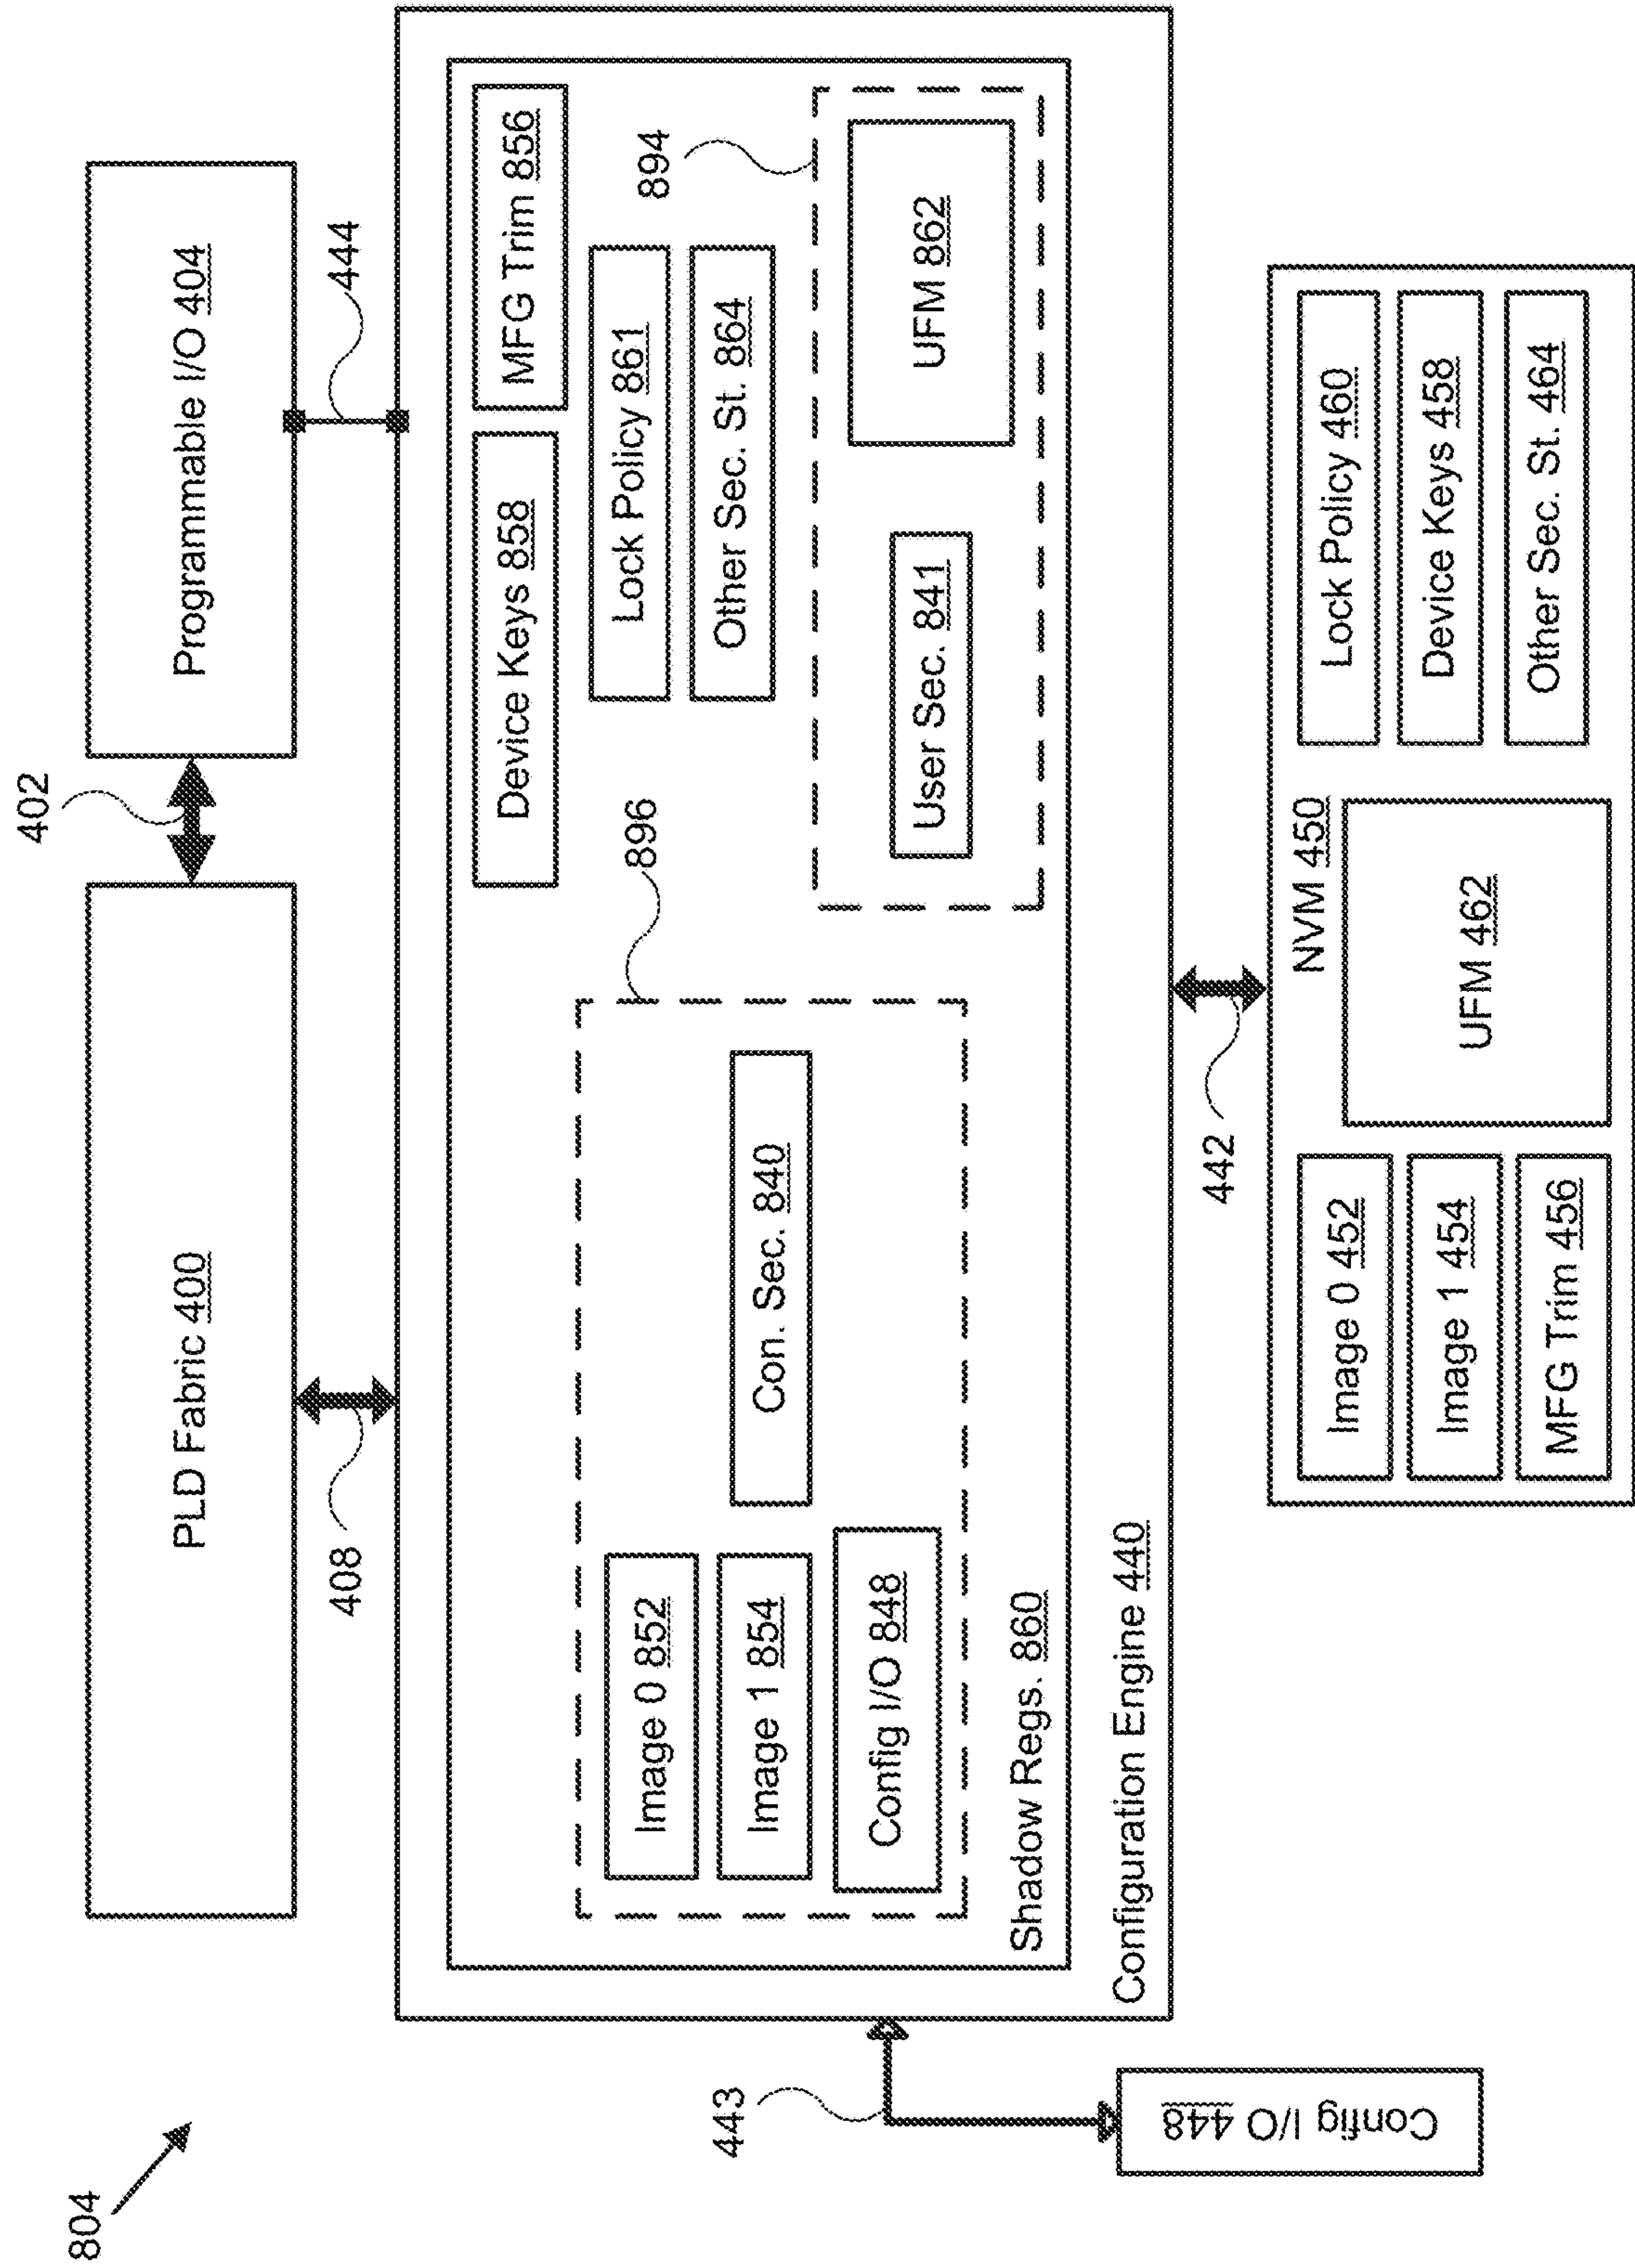 804
PLD Fabric 400
402
Programmable I/O 404
408
444
896
Image 0 852
Image 1 854
Config I/O 848
Con. Sec. 840
Device Keys 858
MFG Trim 856
Lock Policy 861
Other Sec. St. 864
894
User Sec. 841
UFM 862
Shadow Regs. 860
Configuration Engine 440
443
Config I/O 448
442
NVM 450
Image 0 452
Image 1 454
MFG Trim 456
UFM 462
Lock Policy 460
Device Keys 458
Other Sec. St. 464